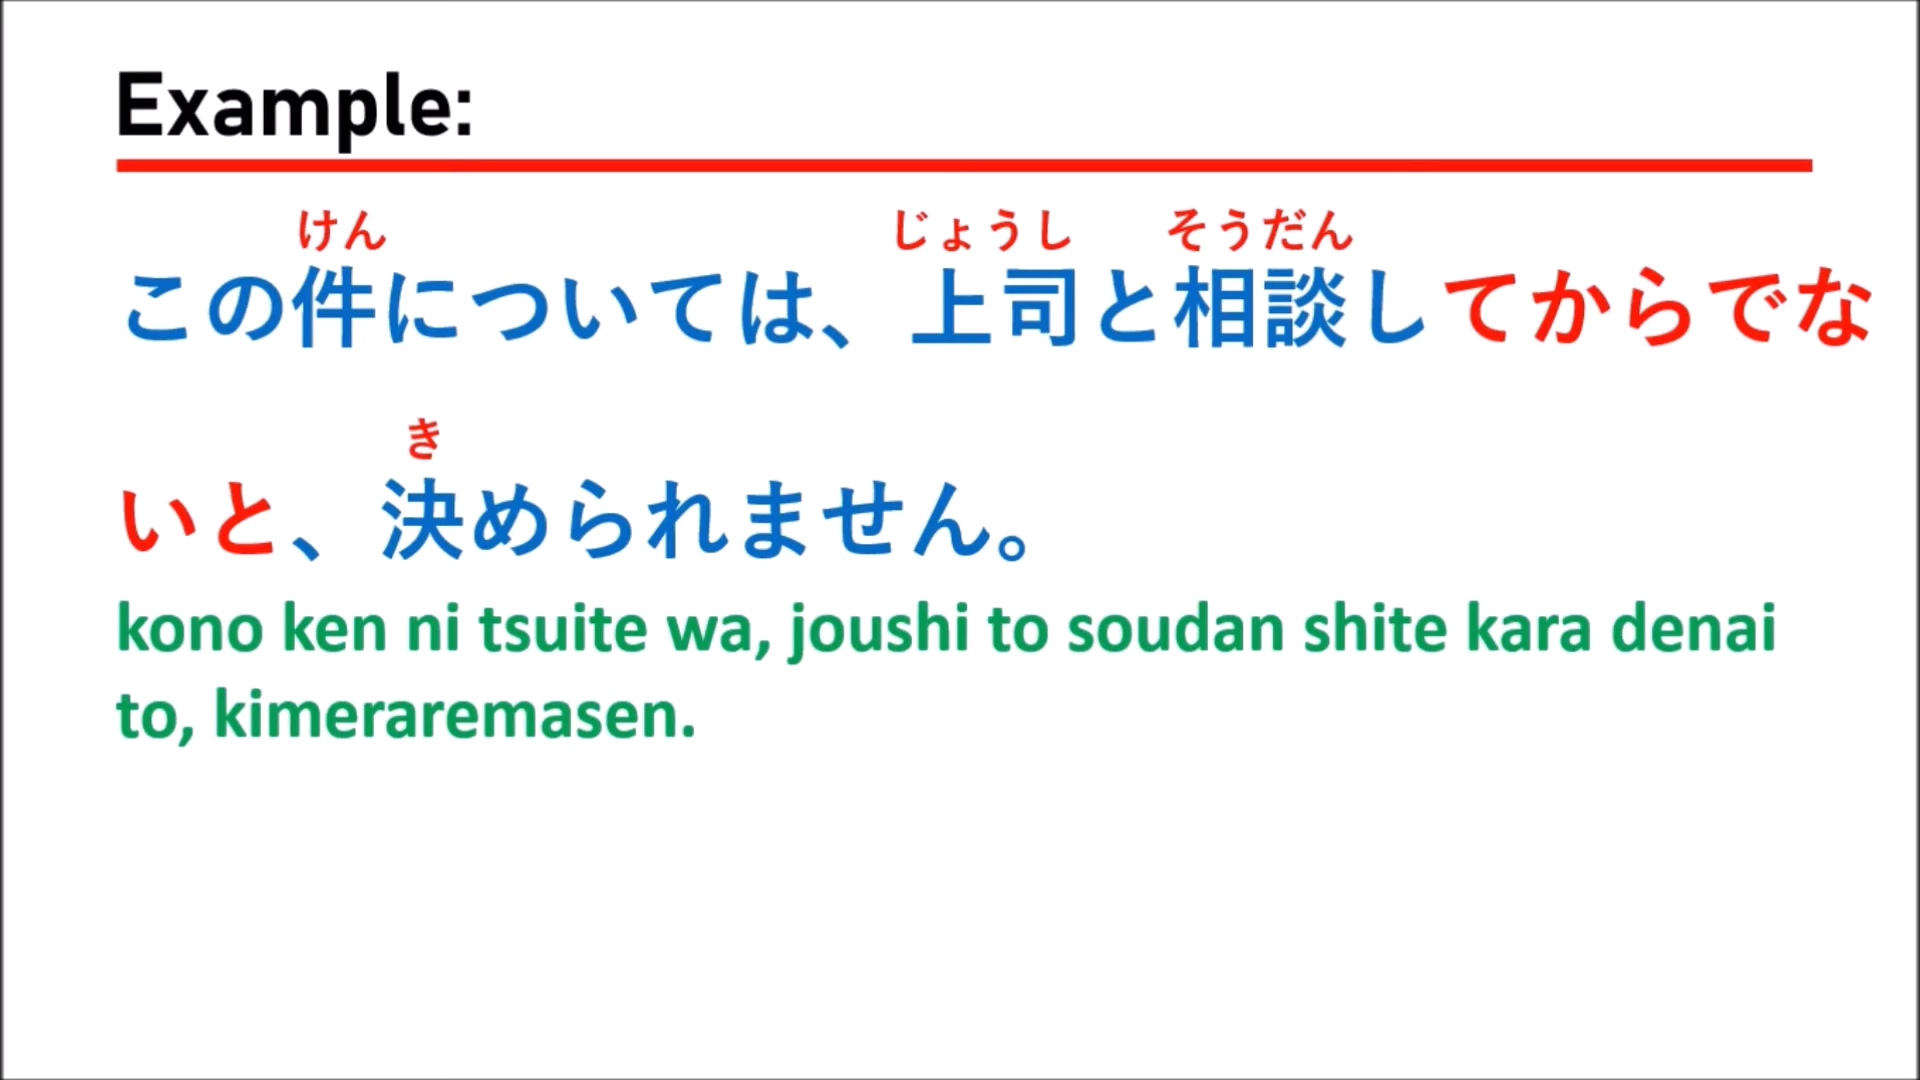 Example:
けん じょうし そうだん
この件については、上司と相談してからでな
き
いと、決められません。
kono ken ni tsuite wa, joushi to soudan shite kara denai
to, kimeraremasen.